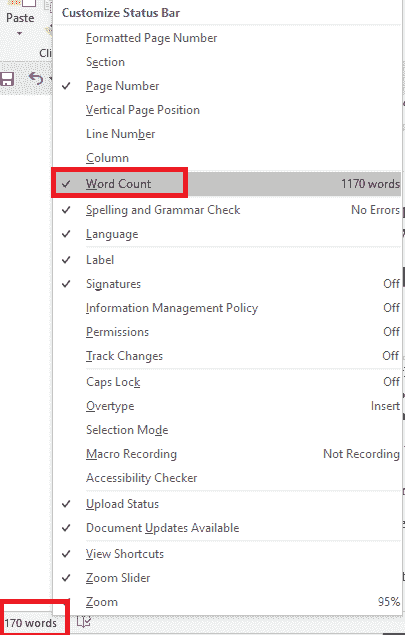 Paste
Cli
Customize Status Bar
Formatted Page Number
Section
Page Number
Vertical Page Position
Line Number
Column
Word Count 1170 words
Spelling and Grammar Check No Errors
Language
Label
Signatures Off
Information Management Policy Off
Permissions Off
Track Changes Off
Caps Lock Off
Overtype Insert
Selection Mode
Macro Recording Not Recording
Accessibility Checker
Upload Status
Document Updates Available
View Shortcuts
Zoom Slider
Zoom 95%
170 words